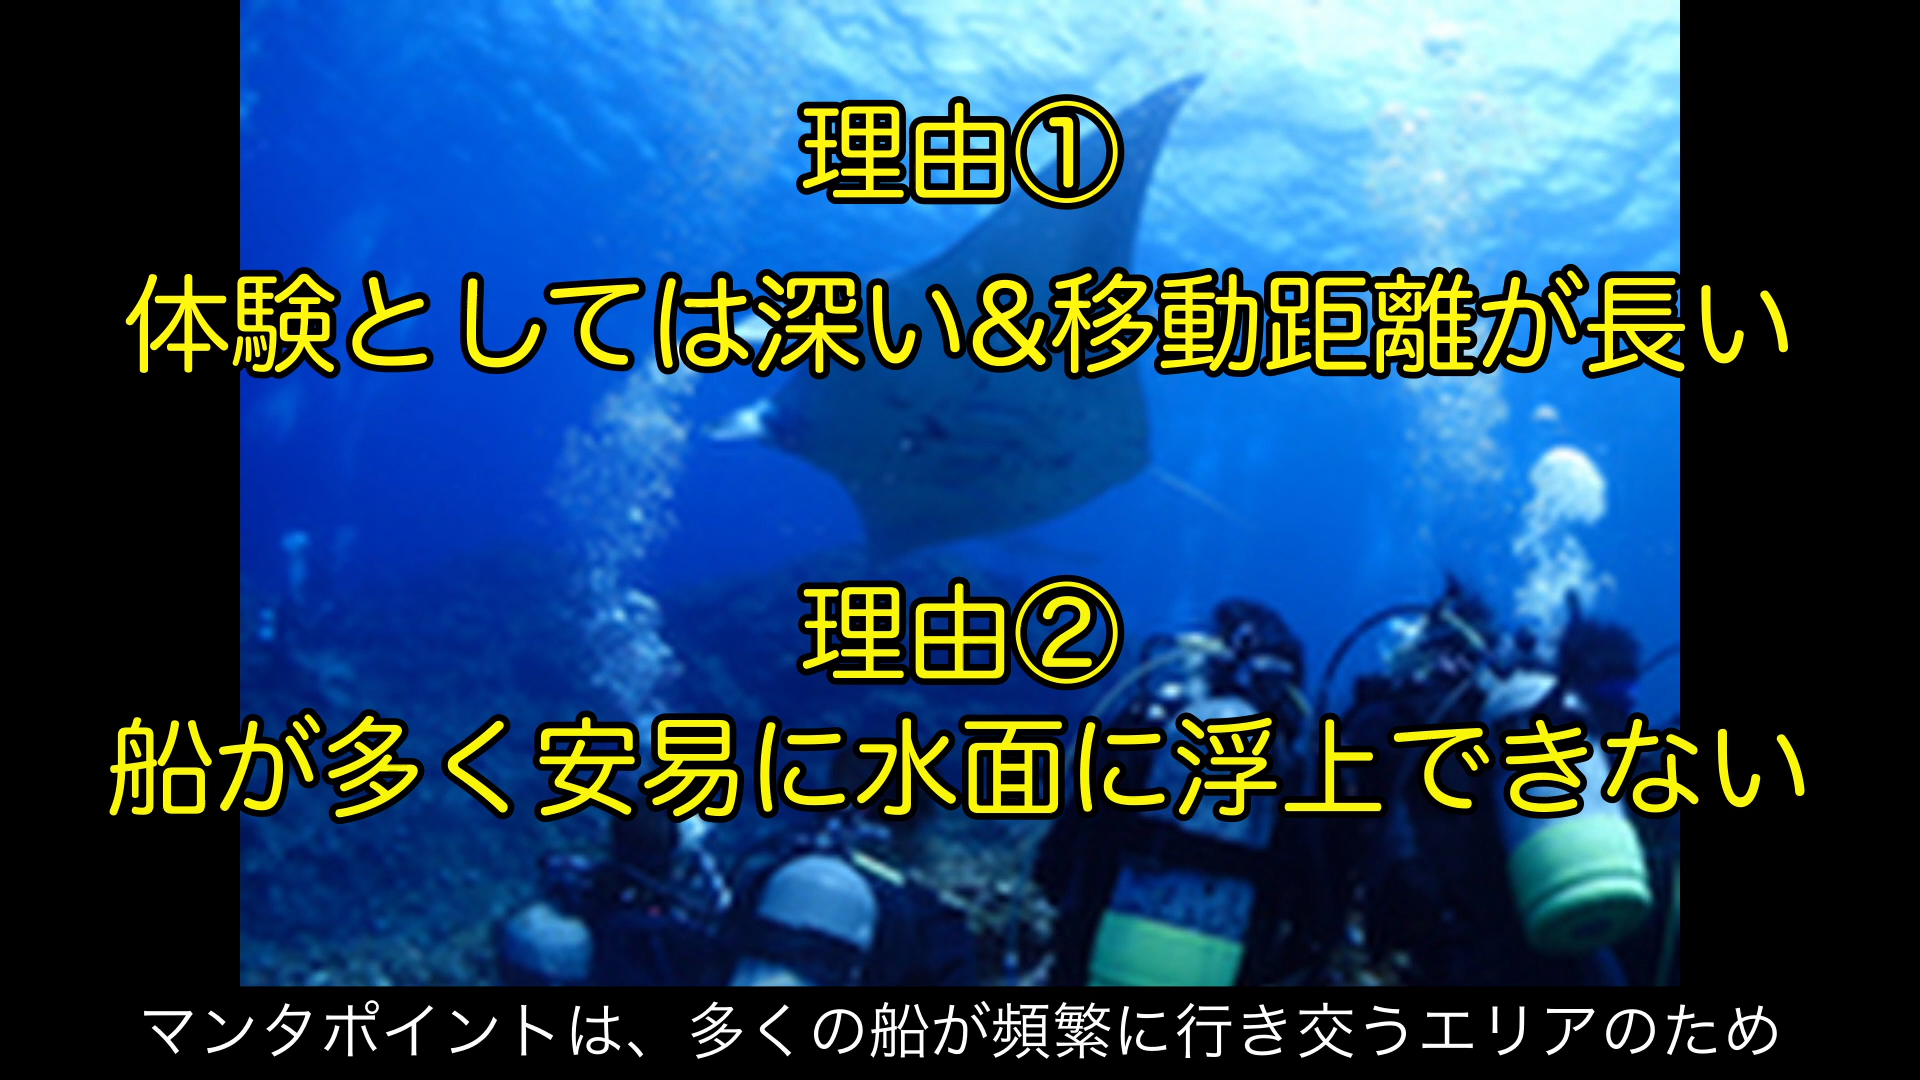 理由①
体験としては深い&移動距離が長い
理由②
船が多く安易に水面に浮上できない
マンタポイントは、多くの船が頻繁に行き交うエリアのため